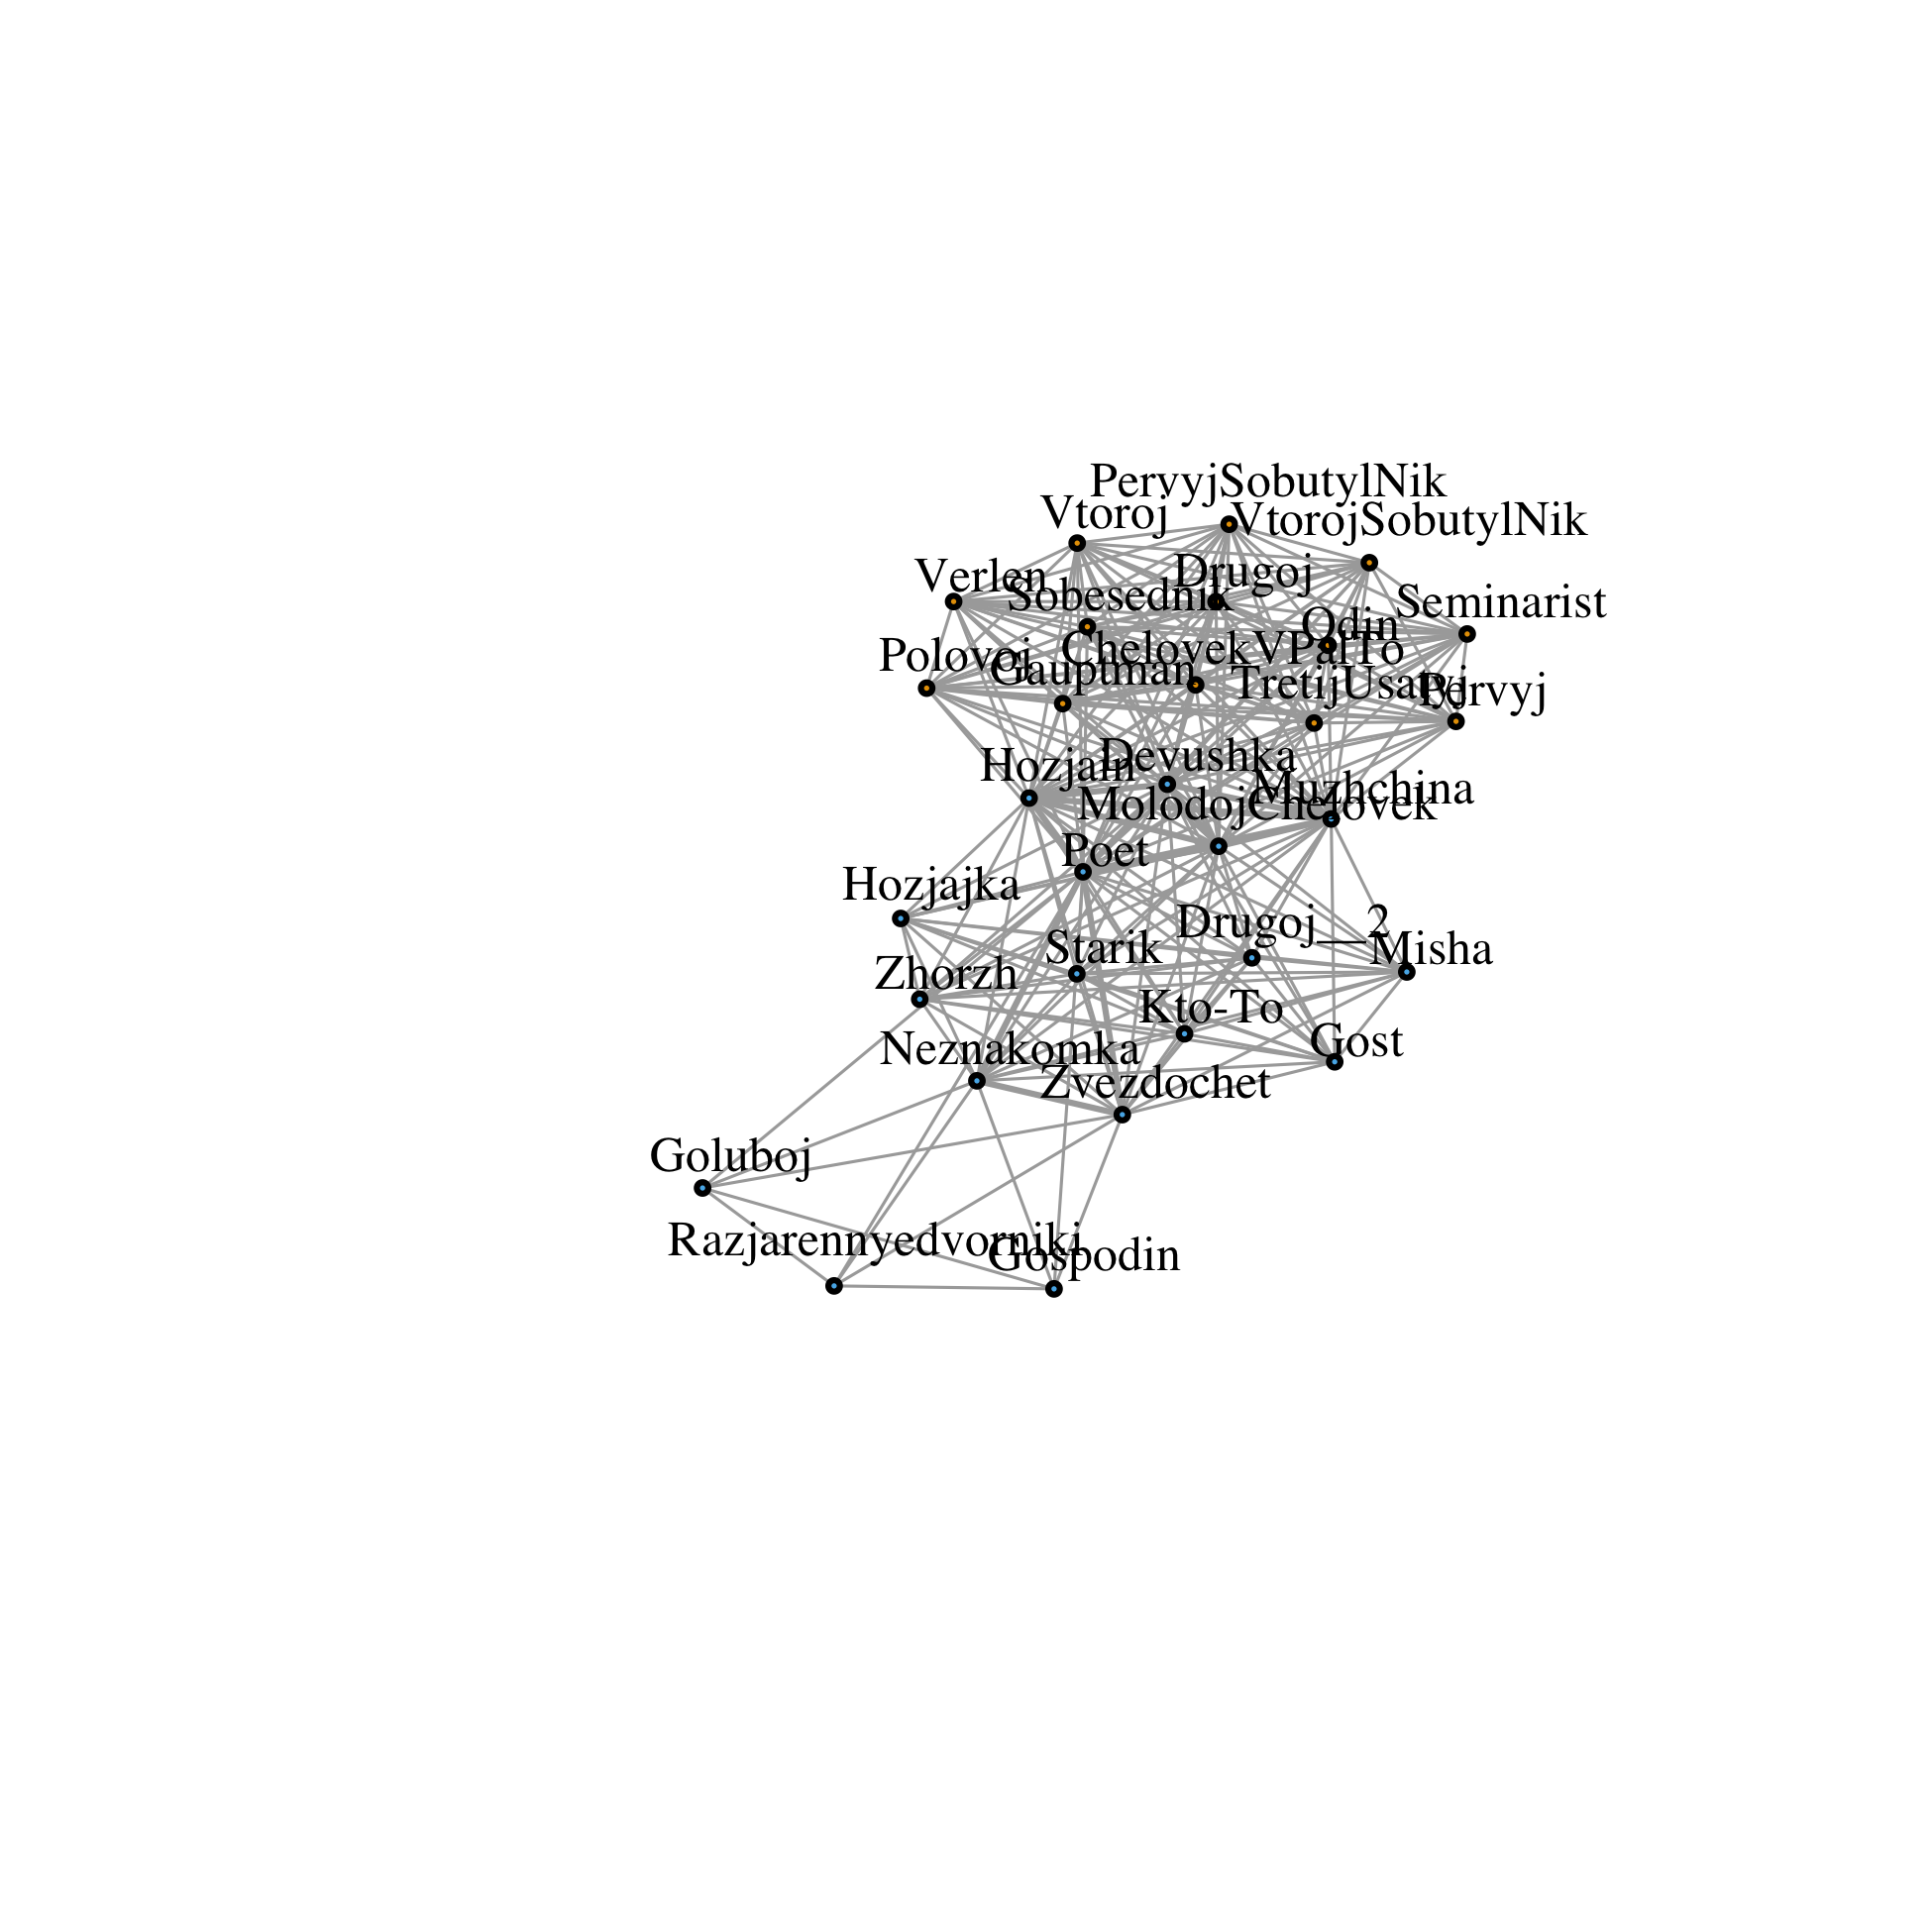 PervyjSobutylNik
Vtoroj
VtorojSobutylNik
Drugoj
Verlen
Sobesednik
Seminarist
Odin
ChelovekVPalTo
Polovoj
Gauptman
TretijUsatyj
Pervyj
Devushka
Hozjain
Muzhchina
MolodojChelovek
Poet
Hozjajka
Drugoj__2
Starik
Misha
Zhorzh
Kto-To
Gost
Neznakomka
Zvezdochet
Goluboj
Razjarennyedvorniki
Gospodin